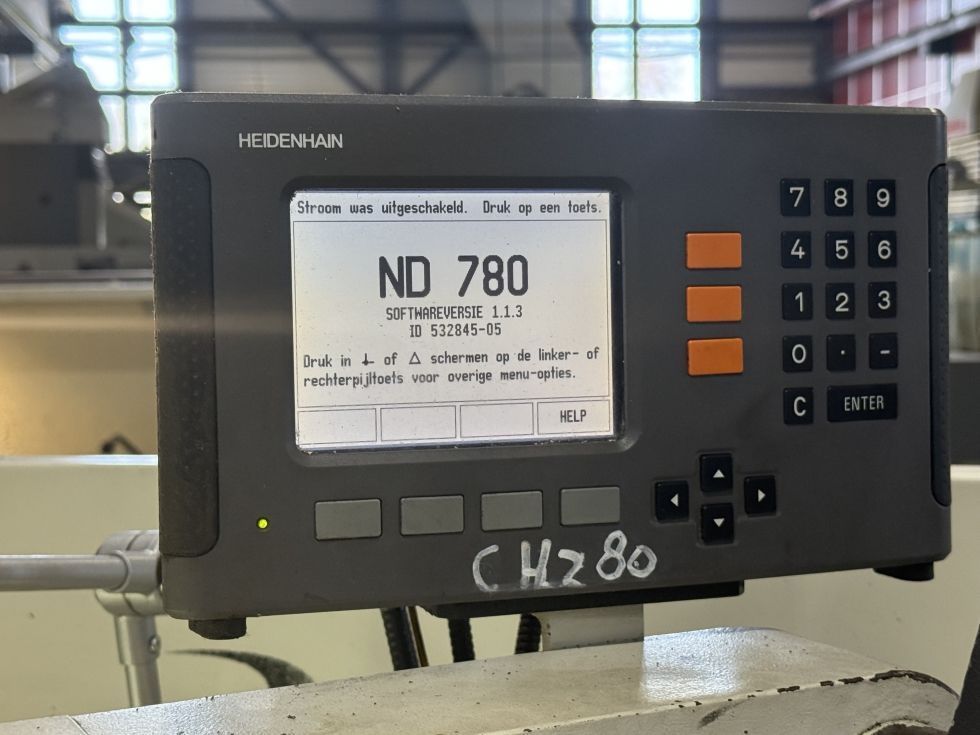 HEIDENHAIN
Stroom was uitgeschakeld. Druk op een toets.
ND 780
SOFTWAREVERSIE 1.1.3
ID 532845-05
Druk in ⊥ of △ schermen op de linker- of
rechterpijltoets voor overige menu-opties.
HELP
7 8 9
4 5 6
1 2 3
0 . -
C ENTER
CHZ80